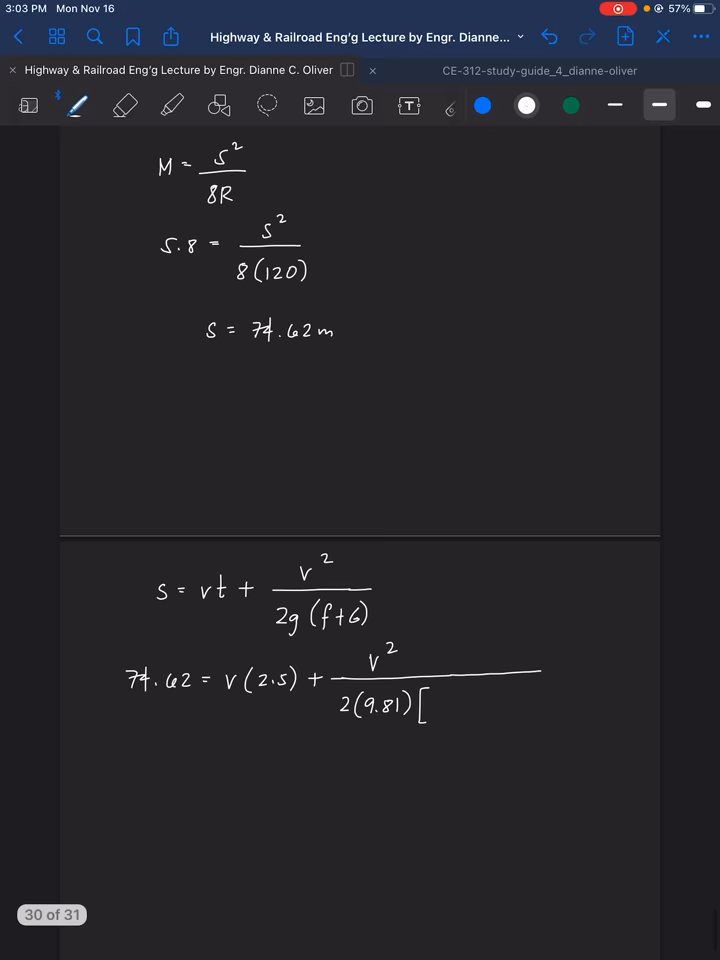 3:03 PM Mon Nov 16 57%
Highway & Railroad Eng'g Lecture by Engr. Dianne...
Highway & Railroad Eng'g Lecture by Engr. Dianne C. Oliver
CE-312-study-guide_4_dianne-oliver
M = s² / 8R
5.8 = s² / 8(120)
s = 74.62 m
s = vt + v² / 2g (f+G)
74.62 = v(2.5) + v² / 2(9.81)[
30 of 31